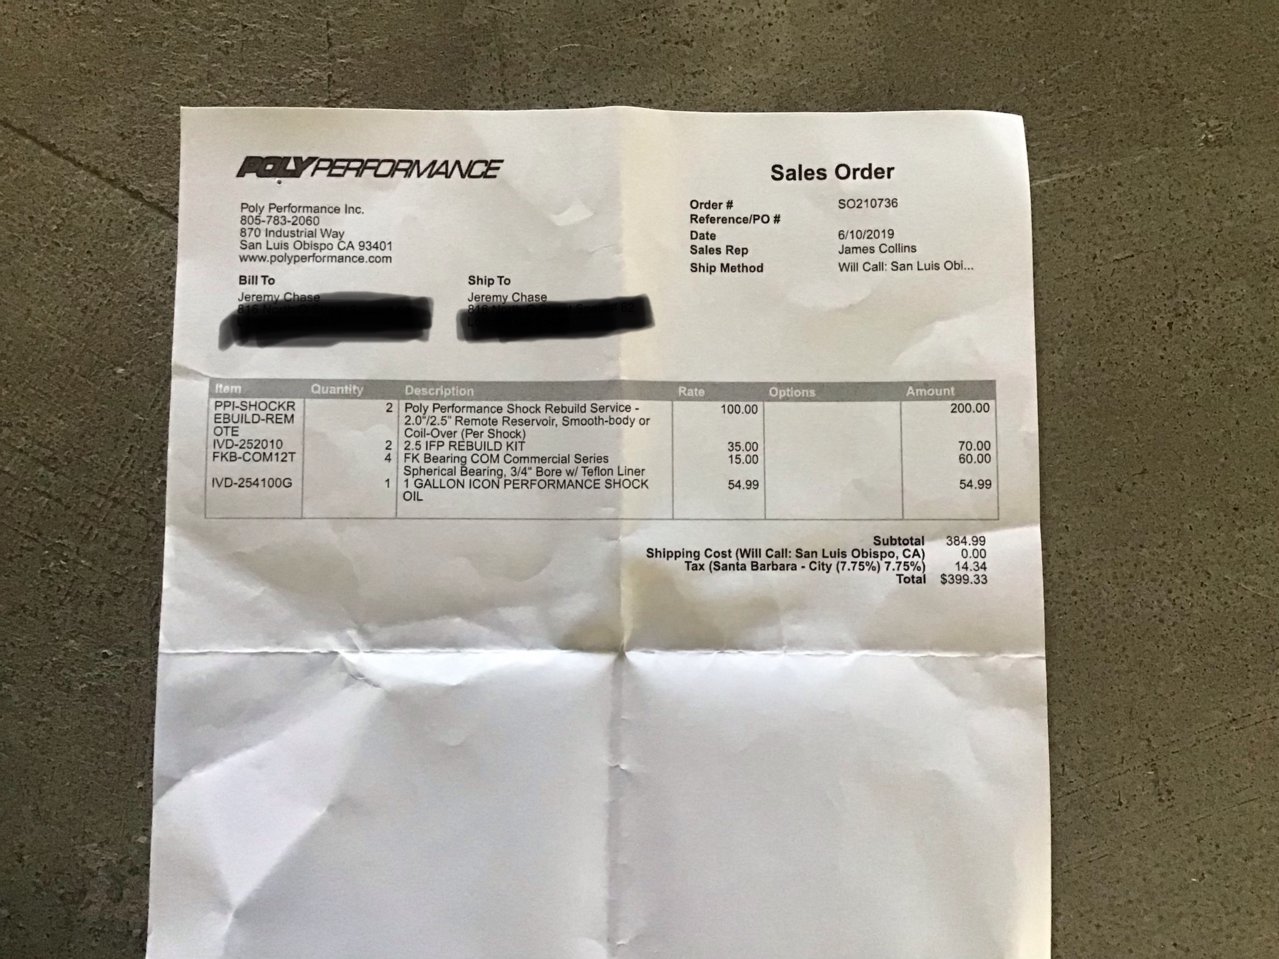 POLYPERFORMANCE
Sales Order
Poly Performance Inc.
805-783-2060
870 Industrial Way
San Luis Obispo CA 93401
www.polyperformance.com
Order # SO210736
Reference/PO #
Date 6/10/2019
Sales Rep James Collins
Ship Method Will Call: San Luis Obi...
Bill To
Jeremy Chase
Ship To
Jeremy Chase
Item Quantity Description Rate Options Amount
PPI-SHOCKR 2 Poly Performance Shock Rebuild Service - 100.00 200.00
EBUILD-REM 2.0"/2.5" Remote Reservoir, Smooth-body or
OTE Coil-Over (Per Shock)
IVD-252010 2 2.5 IFP REBUILD KIT 35.00 70.00
FKB-COM12T 4 FK Bearing COM Commercial Series 15.00 60.00
Spherical Bearing, 3/4" Bore w/ Teflon Liner
IVD-254100G 1 1 GALLON ICON PERFORMANCE SHOCK 54.99 54.99
OIL
Subtotal 384.99
Shipping Cost (Will Call: San Luis Obispo, CA) 0.00
Tax (Santa Barbara - City (7.75%) 7.75%) 14.34
Total $399.33